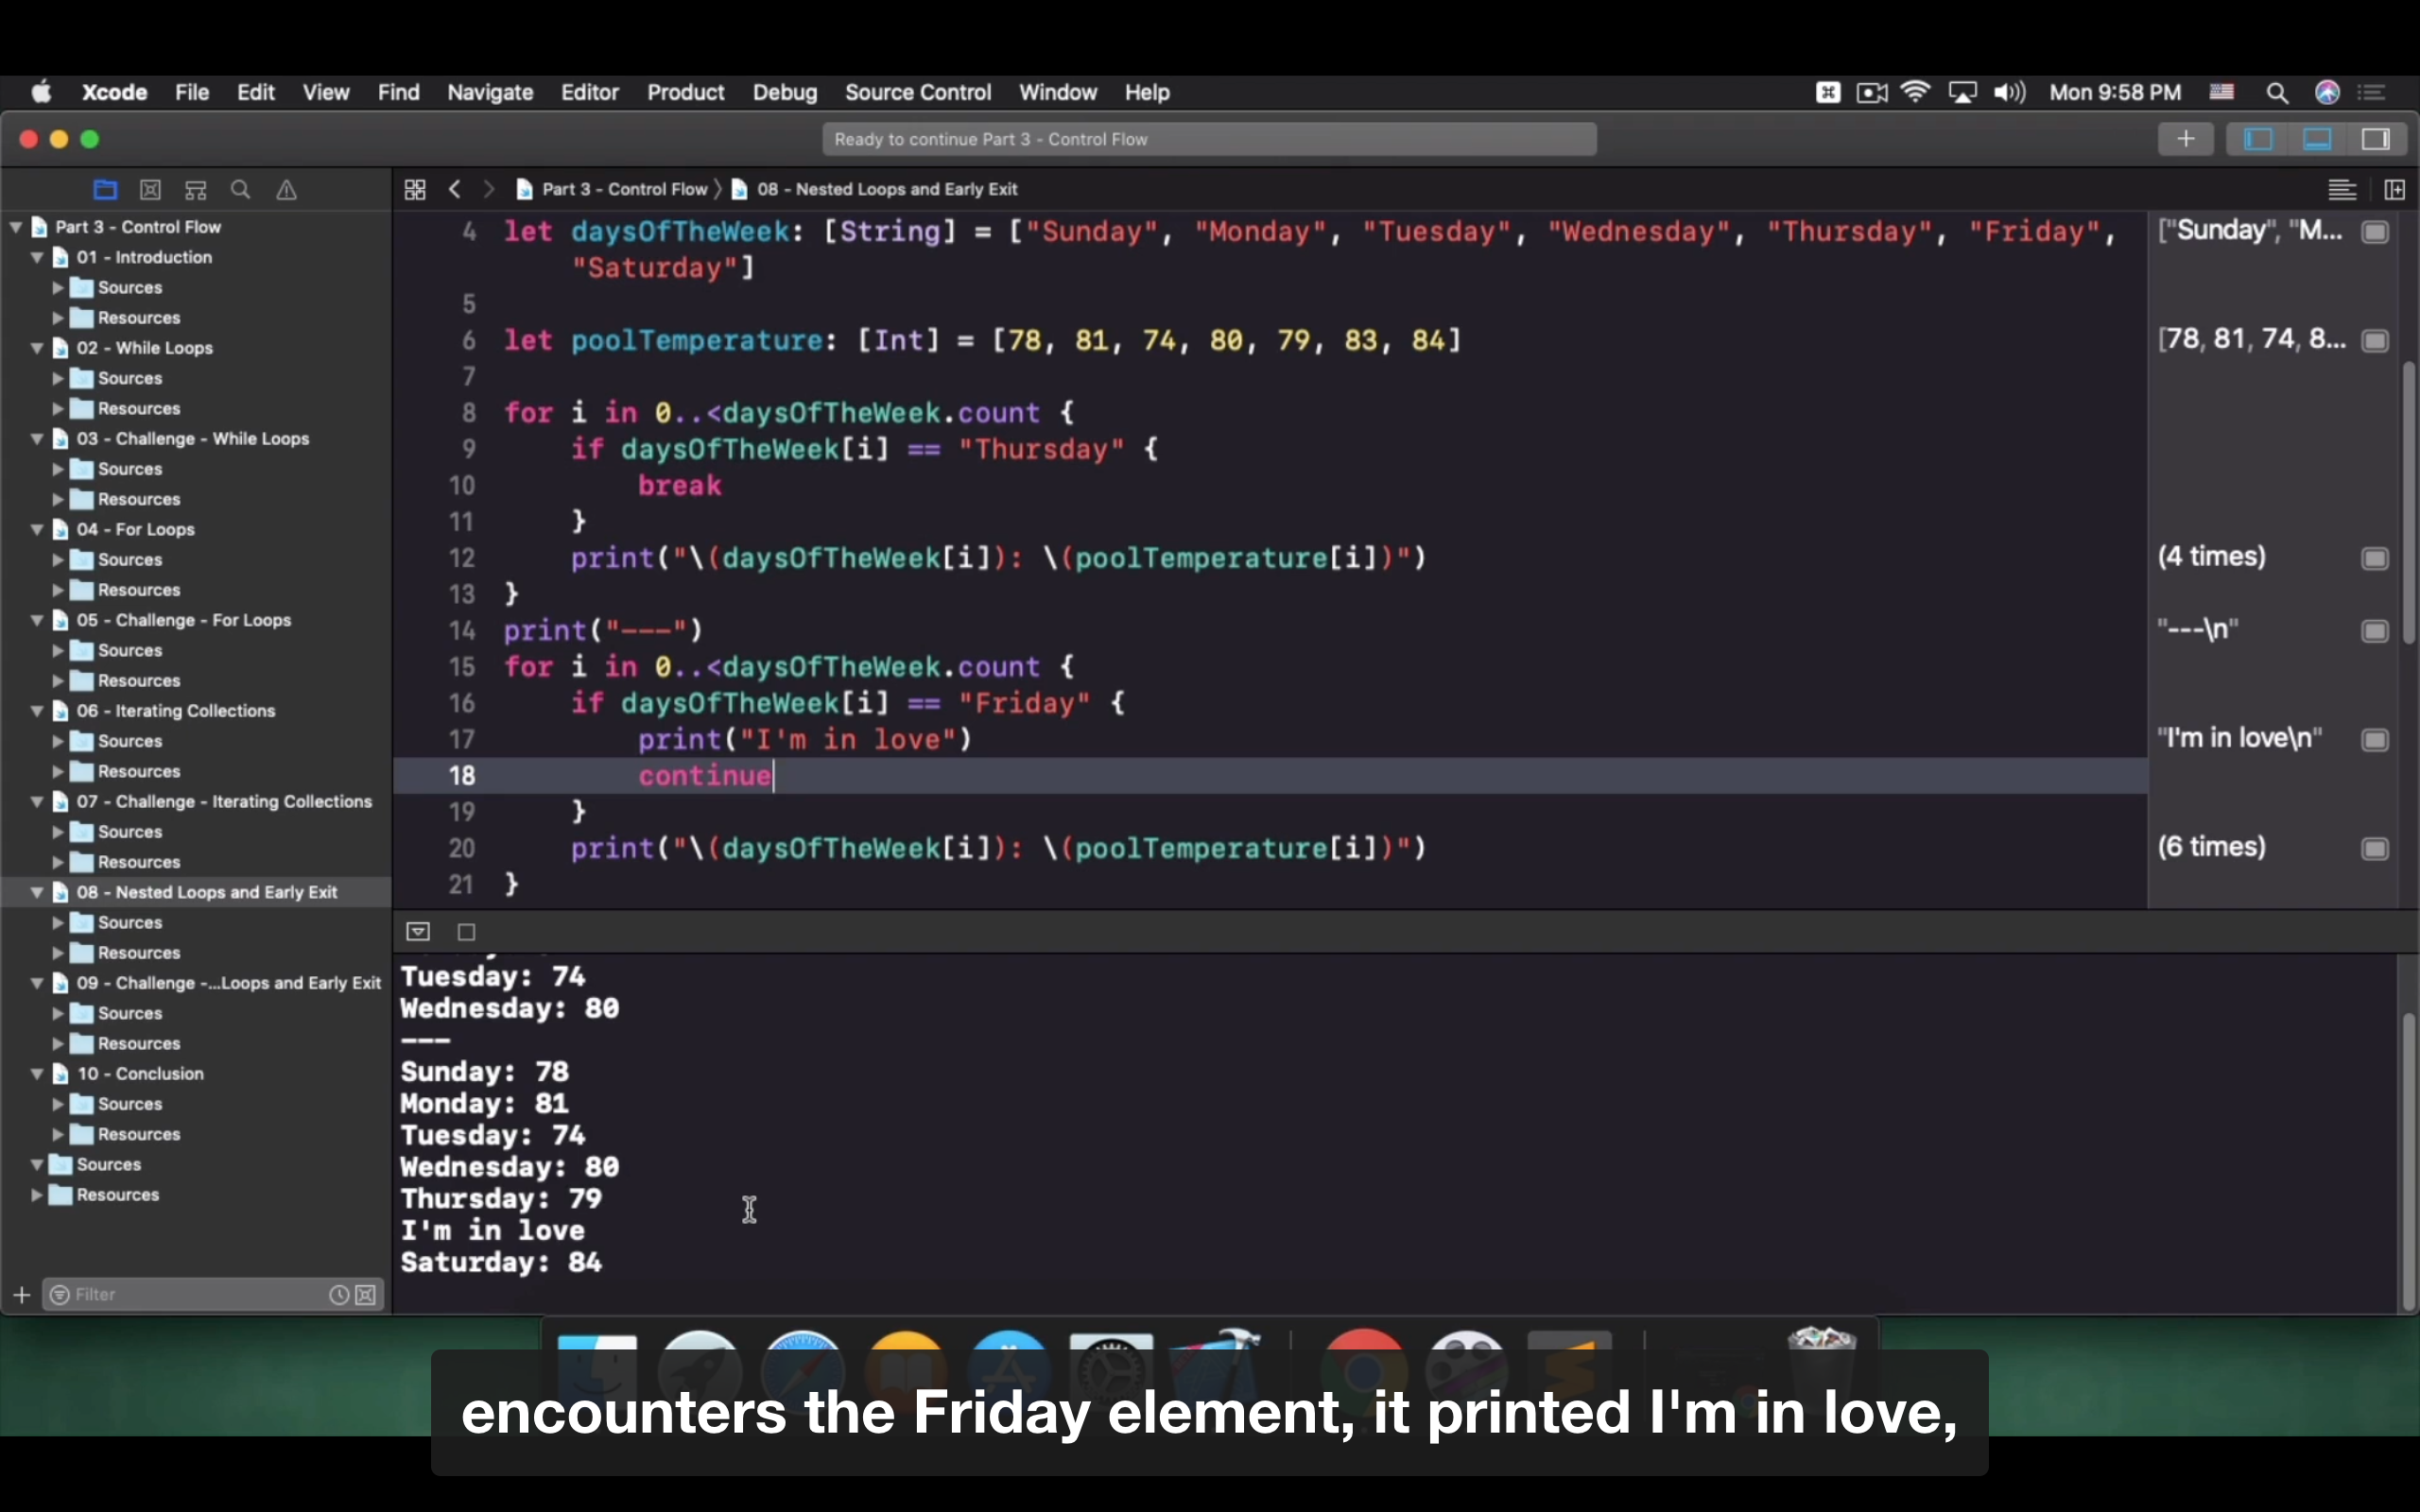 Xcode File Edit View Find Navigate Editor Product Debug Source Control Window Help Mon 9:58 PM
Ready to continue Part 3 - Control Flow
Part 3 - Control Flow 08 - Nested Loops and Early Exit
Part 3 - Control Flow
01 - Introduction
Sources
Resources
02 - While Loops
Sources
Resources
03 - Challenge - While Loops
Sources
Resources
04 - For Loops
Sources
Resources
05 - Challenge - For Loops
Sources
Resources
06 - Iterating Collections
Sources
Resources
07 - Challenge - Iterating Collections
Sources
Resources
08 - Nested Loops and Early Exit
Sources
Resources
09 - Challenge -...Loops and Early Exit
Sources
Resources
10 - Conclusion
Sources
Resources
Sources
Resources
Filter
4 let daysOfTheWeek: [String] = ["Sunday", "Monday", "Tuesday", "Wednesday", "Thursday", "Friday",
"Saturday"]
5
6 let poolTemperature: [Int] = [78, 81, 74, 80, 79, 83, 84]
7
8 for i in 0..<daysOfTheWeek.count {
9 if daysOfTheWeek[i] == "Thursday" {
10 break
11 }
12 print("\(daysOfTheWeek[i]): \(poolTemperature[i])")
13 }
14 print("---")
15 for i in 0..<daysOfTheWeek.count {
16 if daysOfTheWeek[i] == "Friday" {
17 print("I'm in love")
18 continue
19 }
20 print("\(daysOfTheWeek[i]): \(poolTemperature[i])")
21 }
["Sunday", "M...
[78, 81, 74, 8...
(4 times)
"---\n"
"I'm in love\n"
(6 times)
Tuesday: 74
Wednesday: 80
---
Sunday: 78
Monday: 81
Tuesday: 74
Wednesday: 80
Thursday: 79
I'm in love
Saturday: 84
encounters the Friday element, it printed I'm in love,